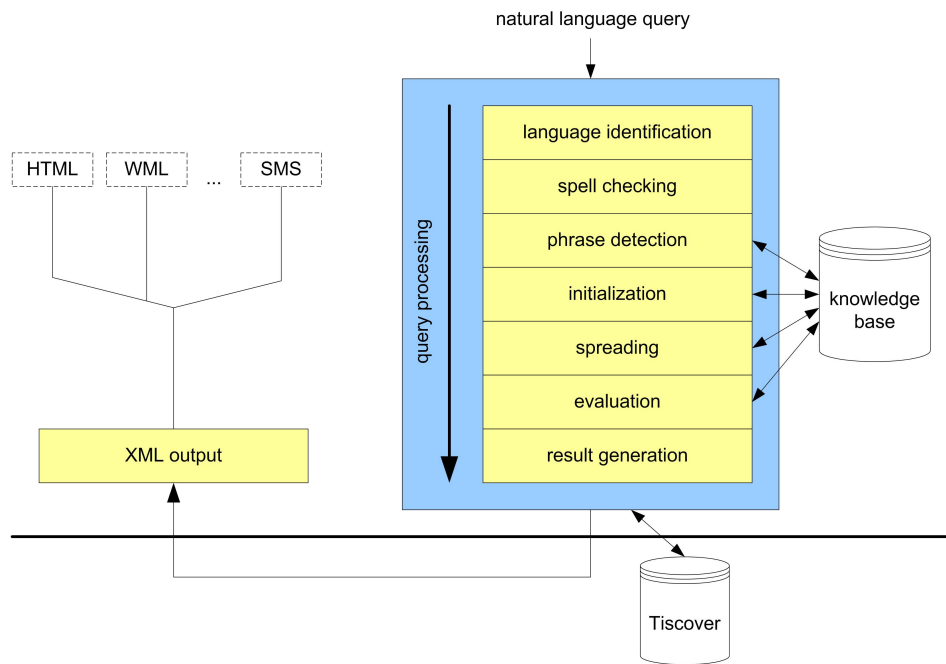 natural language query
language identification
HTML
WML
...
SMS
spell checking
phrase detection
query processing
initialization
knowledge
base
spreading
evaluation
XML output
result generation
Tiscover